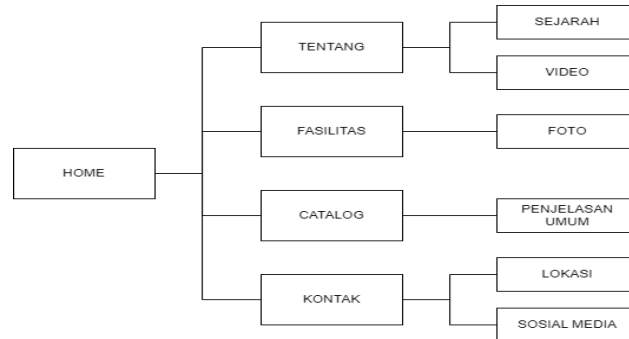 HOME
TENTANG
SEJARAH
VIDEO
FASILITAS
FOTO
CATALOG
PENJELASAN
UMUM
KONTAK
LOKASI
SOSIAL MEDIA